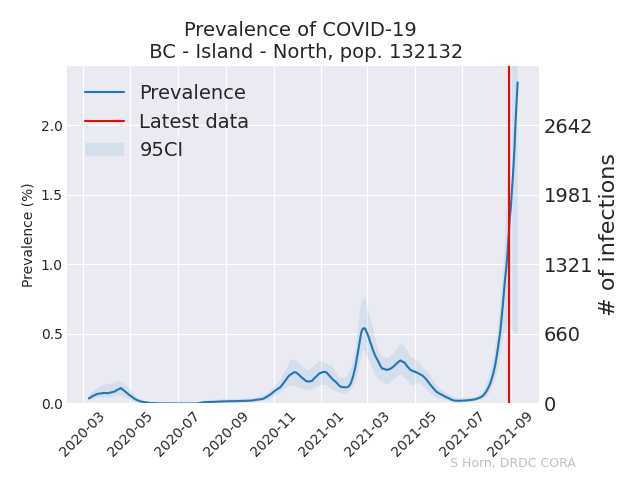 Prevalence of COVID-19
BC - Island - North, pop. 132132
Prevalence
Latest data
95CI
Prevalence (%)
2.0
1.5
1.0
0.5
0.0
2642
1981
1321
660
0
# of infections
2020-03
2020-05
2020-07
2020-09
2020-11
2021-01
2021-03
2021-05
2021-07
2021-09
S Horn, DRDC CORA